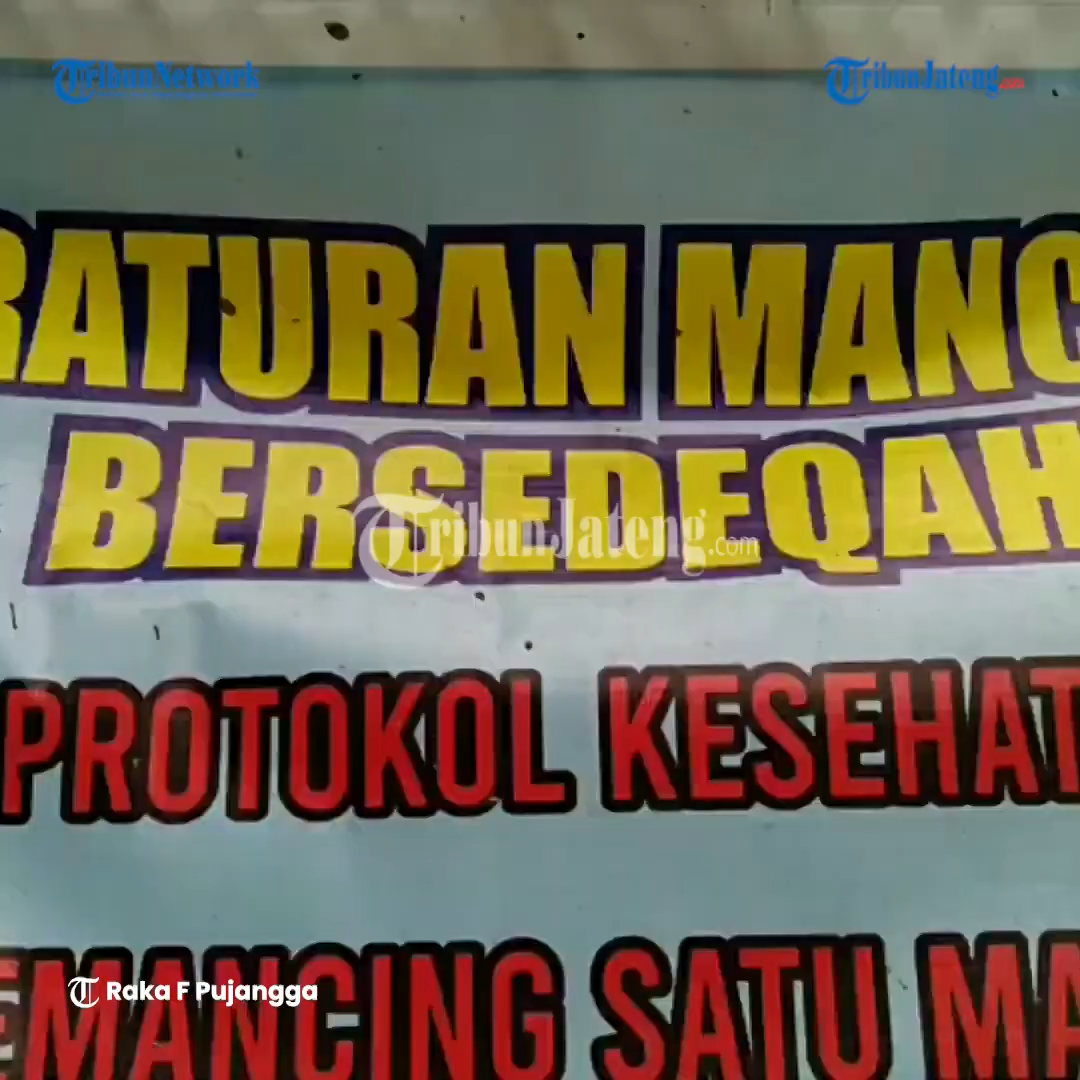 TribunNetwork
TribunJateng.com
RATURAN MANC
BERSEDEQAH
TribunJateng.com
PROTOKOL KESEHAT
EMANCING SATU MA
Raka F Pujangga